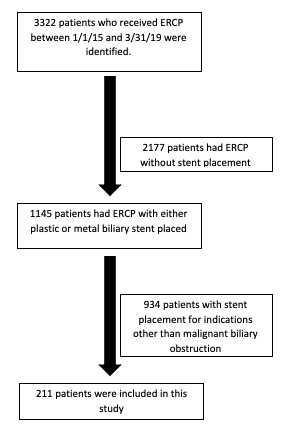 3322 patients who received ERCP
between 1/1/15 and 3/31/19 were
identified.
2177 patients had ERCP
without stent placement
1145 patients had ERCP with either
plastic or metal biliary stent placed
934 patients with stent
placement for indications
other than malignant biliary
obstruction
211 patients were included in this
study